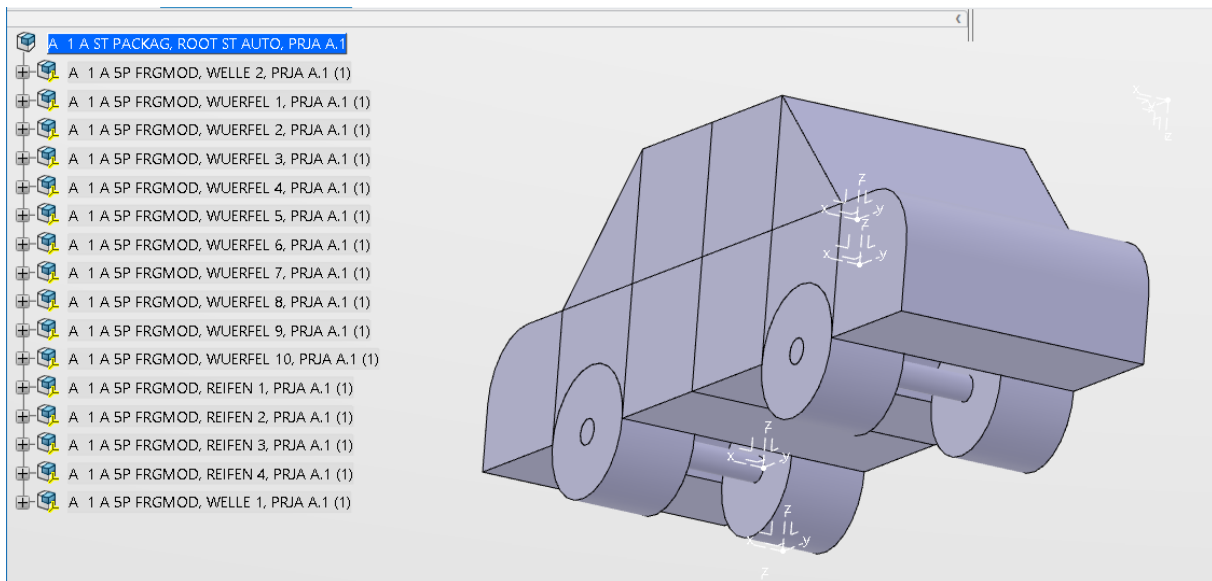 A 1 A ST PACKAG, ROOT ST AUTO, PRJA A.1
A 1 A 5P FRGMOD, WELLE 2, PRJA A.1 (1)
A 1 A 5P FRGMOD, WUERFEL 1, PRJA A.1 (1)
A 1 A 5P FRGMOD, WUERFEL 2, PRJA A.1 (1)
A 1 A 5P FRGMOD, WUERFEL 3, PRJA A.1 (1)
A 1 A 5P FRGMOD, WUERFEL 4, PRJA A.1 (1)
A 1 A 5P FRGMOD, WUERFEL 5, PRJA A.1 (1)
A 1 A 5P FRGMOD, WUERFEL 6, PRJA A.1 (1)
A 1 A 5P FRGMOD, WUERFEL 7, PRJA A.1 (1)
A 1 A 5P FRGMOD, WUERFEL 8, PRJA A.1 (1)
A 1 A 5P FRGMOD, WUERFEL 9, PRJA A.1 (1)
A 1 A 5P FRGMOD, WUERFEL 10, PRJA A.1 (1)
A 1 A 5P FRGMOD, REIFEN 1, PRJA A.1 (1)
A 1 A 5P FRGMOD, REIFEN 2, PRJA A.1 (1)
A 1 A 5P FRGMOD, REIFEN 3, PRJA A.1 (1)
A 1 A 5P FRGMOD, REIFEN 4, PRJA A.1 (1)
A 1 A 5P FRGMOD, WELLE 1, PRJA A.1 (1)
x
z
z
x
y
z
x
y
z
x
y
z
x
y
z